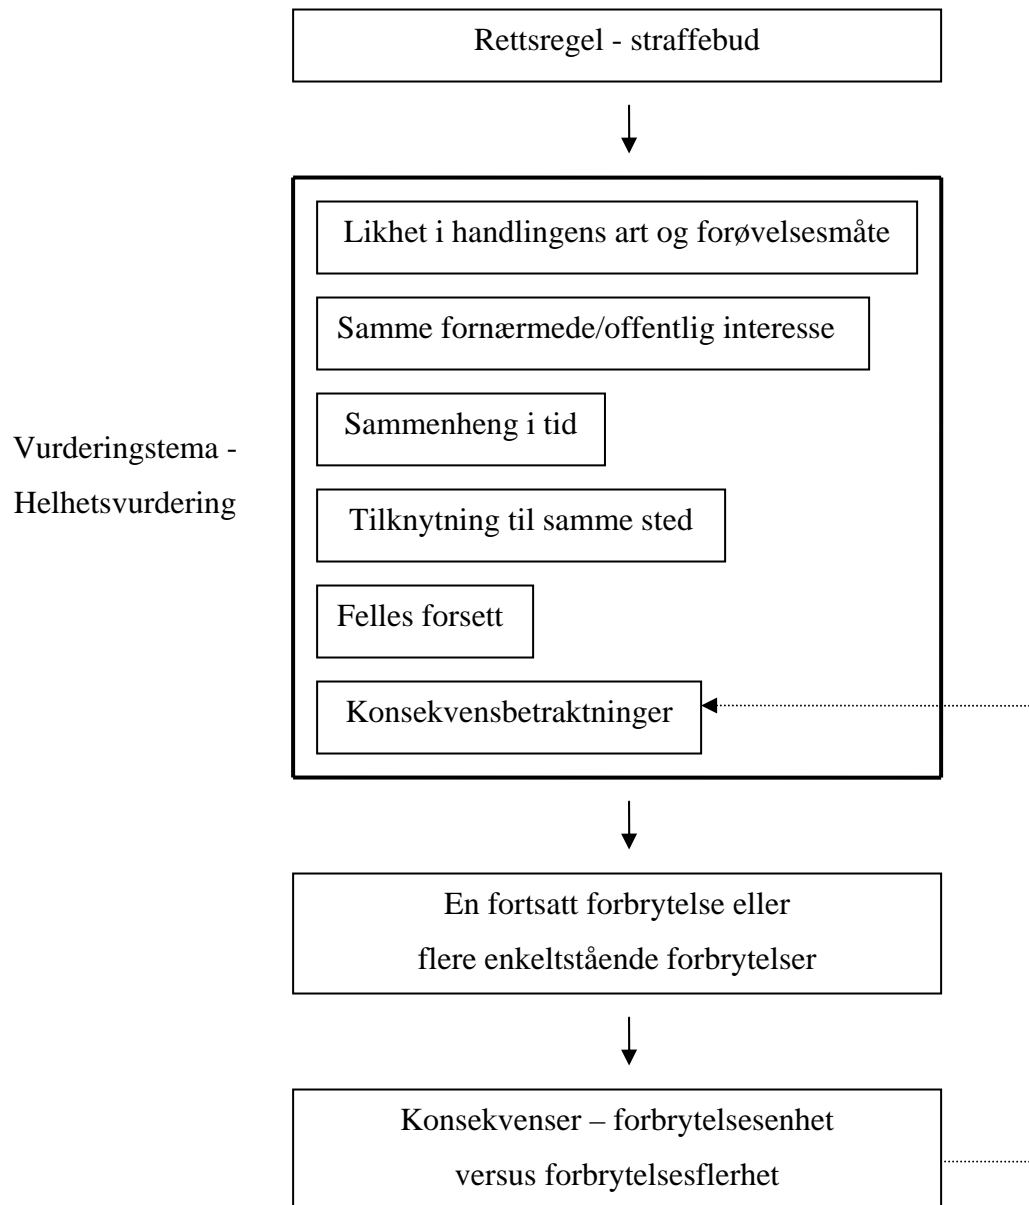 Rettsregel - straffebud
Likhet i handlingens art og forøvelsesmåte
Samme fornærmede/offentlig interesse
Sammenheng i tid
Vurderingstema -
Helhetsvurdering
Tilknytning til samme sted
Felles forsett
Konsekvensbetraktninger
En fortsatt forbrytelse eller
flere enkeltstående forbrytelser
Konsekvenser – forbrytelsesenhet
versus forbrytelsesflerhet